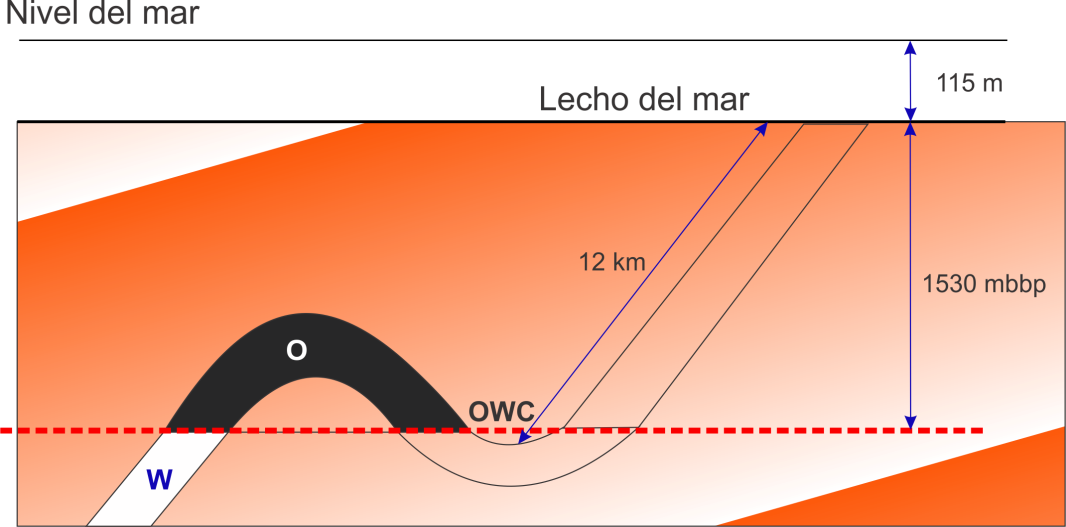 Nivel del mar
115 m
Lecho del mar
12 km
1530 mbbp
O
OWC
W